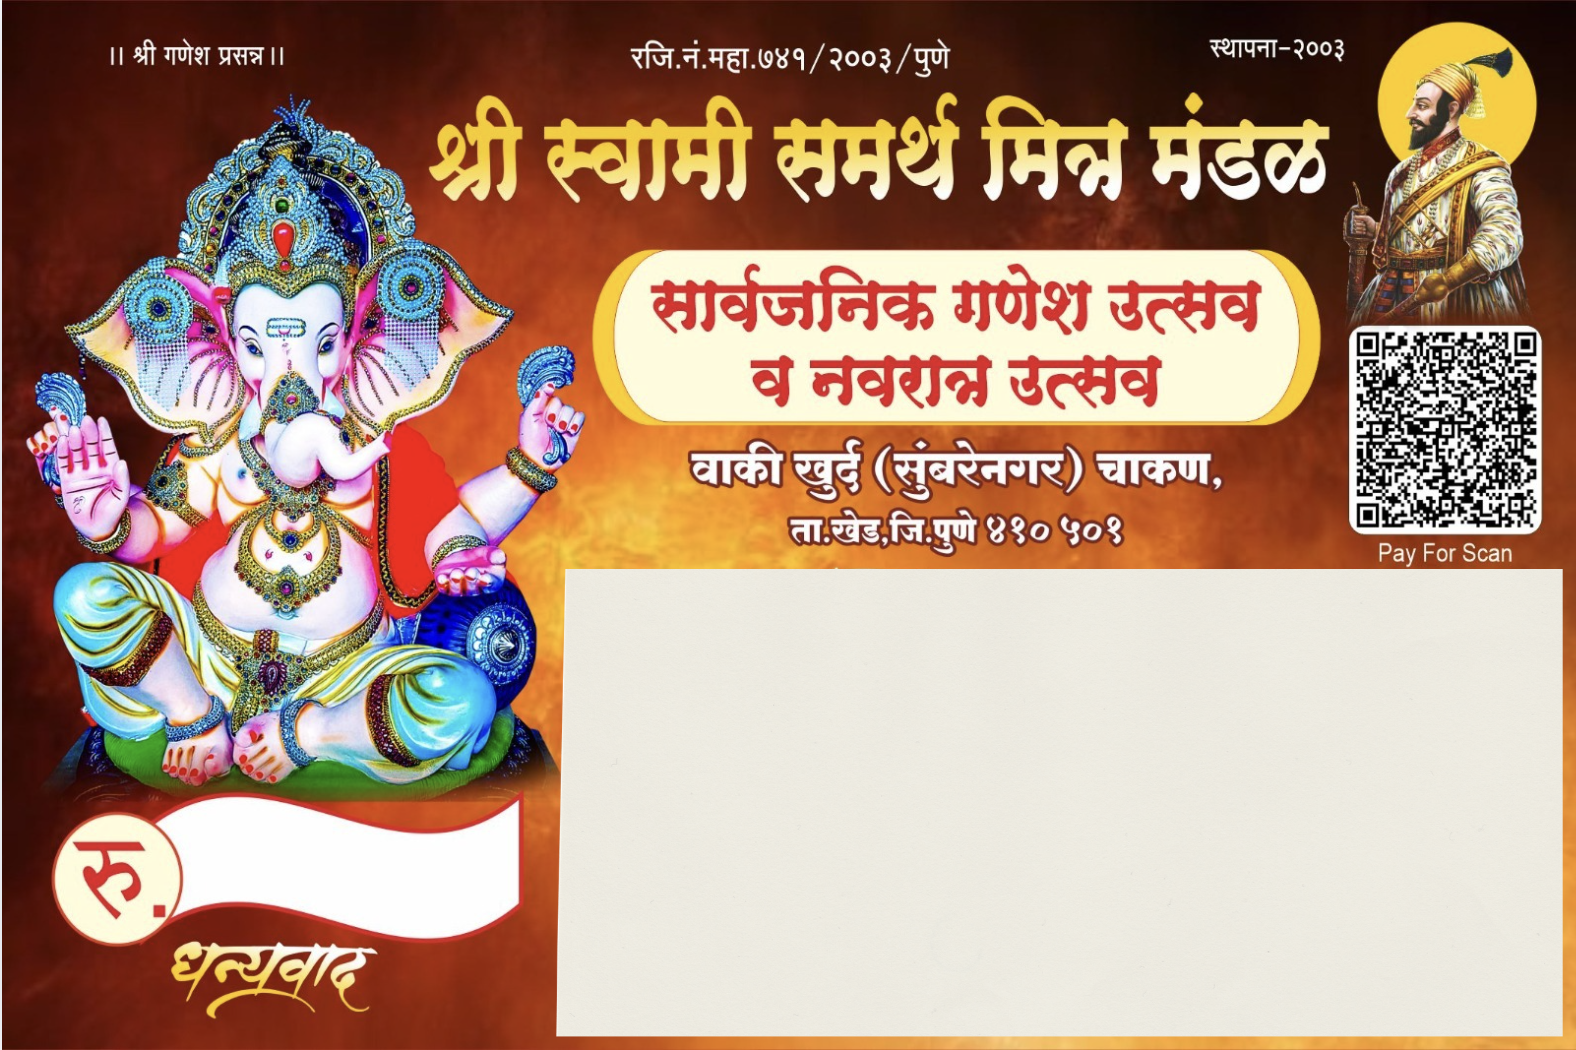 ।। श्री गणेश प्रसन्न ।।
रजि.नं.महा.७४१/२००३/पुणे
स्थापना-२००३
श्री स्वामी समर्थ मित्र मंडळ
सार्वजनिक गणेश उत्सव
व नवरात्र उत्सव
वाकी खुर्द (सुंबरेनगर) चाकण,
ता.खेड,जि.पुणे ४१० ५०१
Pay For Scan
रु.
धन्यवाद